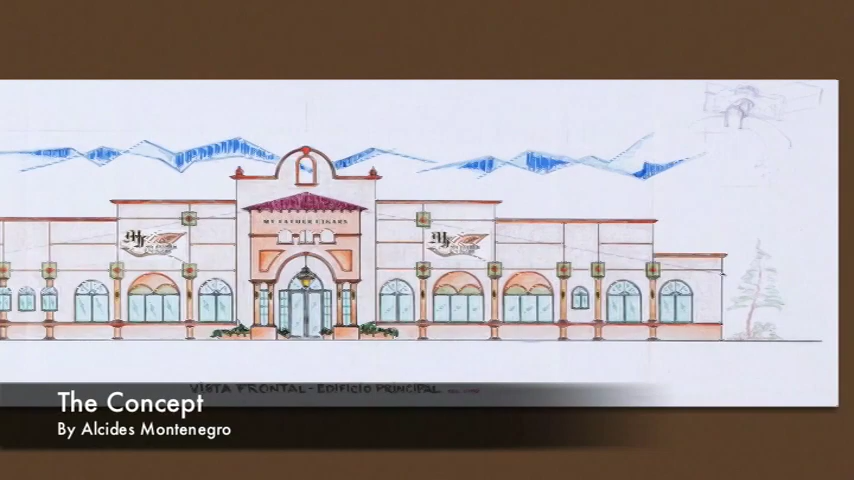 MY FATHER CIGARS
VISTA FRONTAL - EDIFICIO PRINCIPAL
The Concept
By Alcides Montenegro